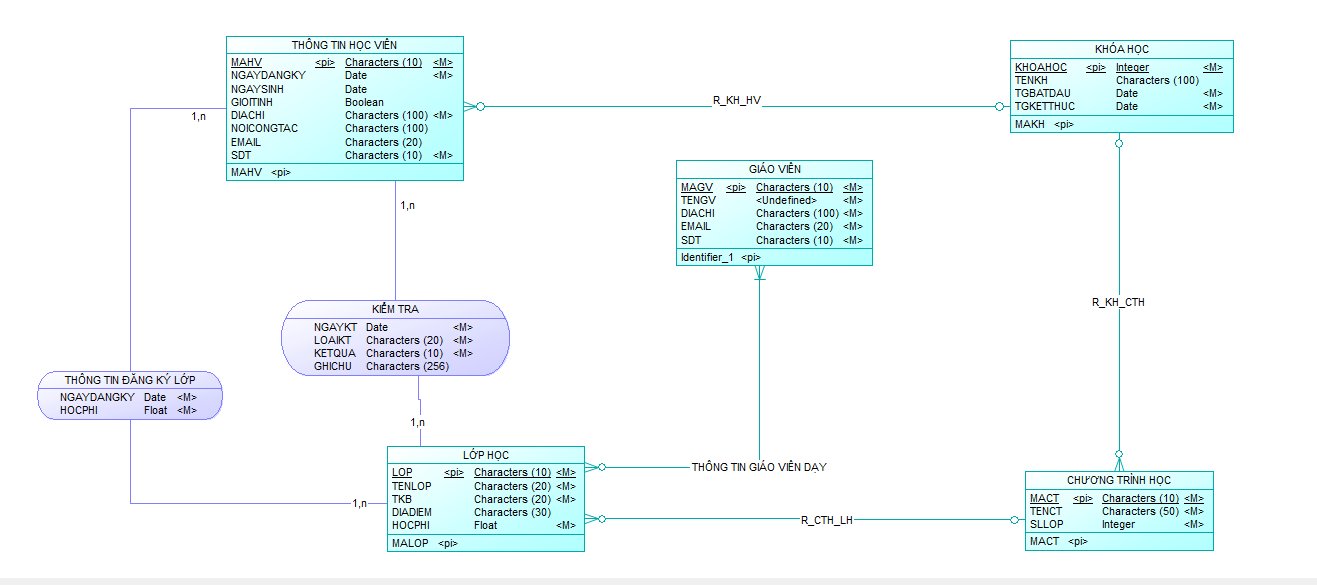 THÔNG TIN HỌC VIÊN
MAHV <pi> Characters (10) <M>
NGAYDANGKY Date <M>
NGAYSINH Date
GIOITINH Boolean
DIACHI Characters (100) <M>
NOICONGTAC Characters (100)
EMAIL Characters (20)
SDT Characters (10) <M>
MAHV <pi>
KHÓA HỌC
KHOAHOC <pi> Integer <M>
TENKH Characters (100)
TGBATDAU Date <M>
TGKETTHUC Date <M>
MAKH <pi>
R_KH_HV
1,n
GIÁO VIÊN
MAGV <pi> Characters (10) <M>
TENGV <Undefined> <M>
DIACHI Characters (100) <M>
EMAIL Characters (20) <M>
SDT Characters (10) <M>
Identifier_1 <pi>
1,n
KIỂM TRA
NGAYKT Date <M>
LOAIKT Characters (20) <M>
KETQUA Characters (10) <M>
GHICHU Characters (256)
R_KH_CTH
THÔNG TIN ĐĂNG KÝ LỚP
NGAYDANGKY Date <M>
HOCPHI Float <M>
1,n
LỚP HỌC
LOP <pi> Characters (10) <M>
TENLOP Characters (20) <M>
TKB Characters (20) <M>
DIADIEM Characters (30)
HOCPHI Float <M>
MALOP <pi>
1,n
THÔNG TIN GIÁO VIÊN DẠY
R_CTH_LH
CHƯƠNG TRÌNH HỌC
MACT <pi> Characters (10) <M>
TENCT Characters (50) <M>
SLLOP Integer <M>
MACT <pi>